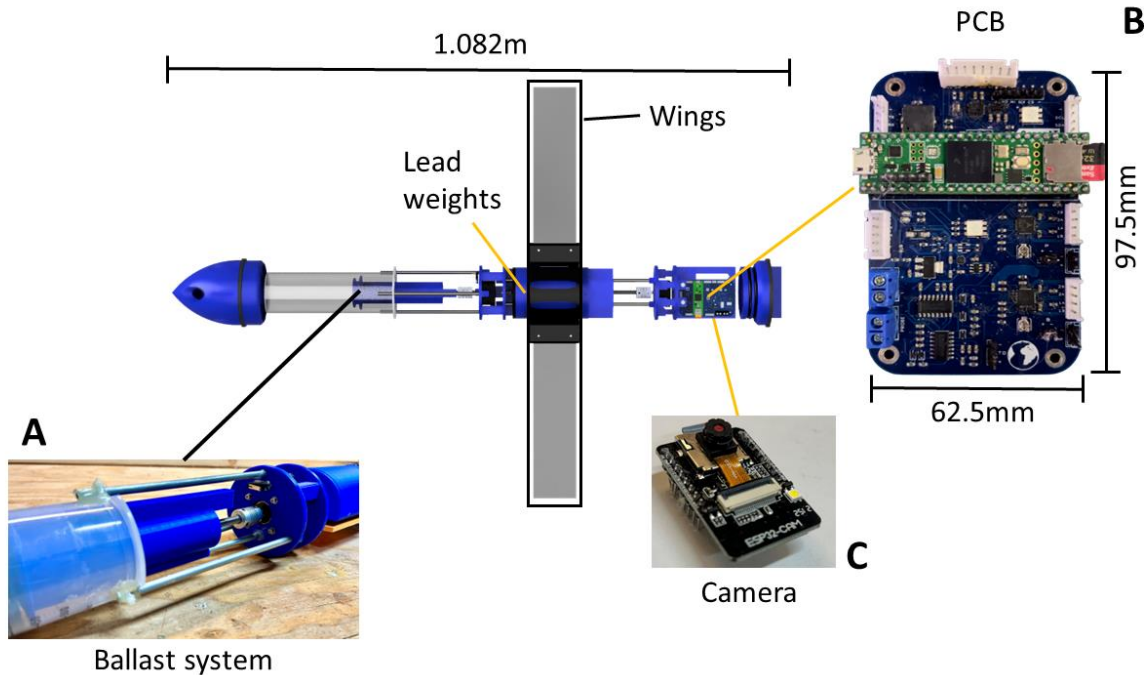 1.082m
PCB
B
Wings
Lead
weights
97.5mm
62.5mm
A
ESP32-CAM
C
Camera
Ballast system